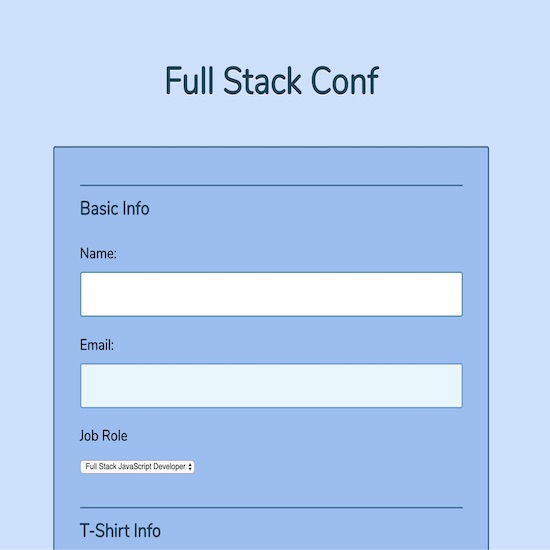 Full Stack Conf
Basic Info
Name:
Email:
Job Role
Full Stack JavaScript Developer
T-Shirt Info